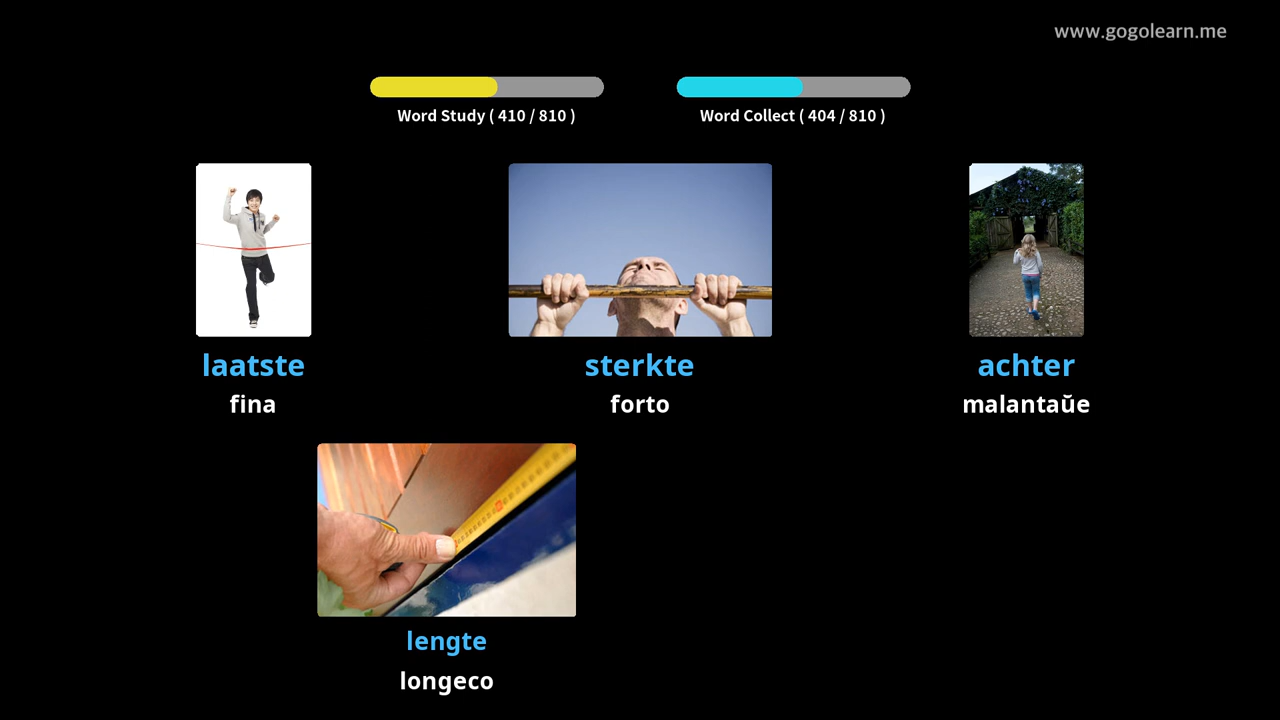 www.gogolearn.me
Word Study ( 410 / 810 )
Word Collect ( 404 / 810 )
laatste
fina
sterkte
forto
achter
malantaŭe
lengte
longeco